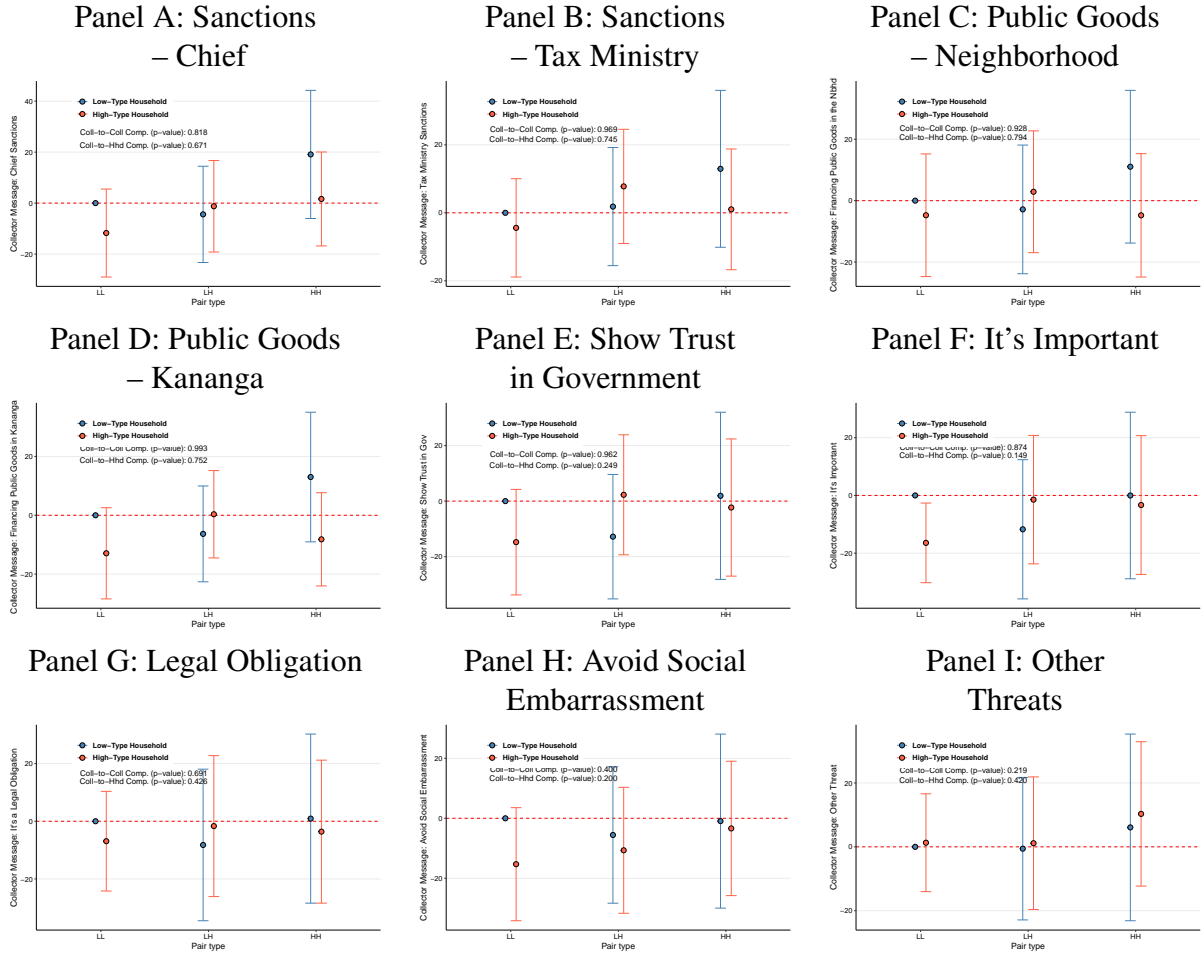 Panel A: Sanctions
– Chief
Panel B: Sanctions
– Tax Ministry
Panel C: Public Goods
– Neighborhood
Collector Message: Chief Sanctions
40
20
0
−20
Low−Type Household
High−Type Household
Coll−to−Coll Comp. (p−value): 0.818
Coll−to−Hhd Comp. (p−value): 0.671
LL
LH
HH
Pair type
Collector Message: Tax Ministry Sanctions
20
0
−20
Low−Type Household
High−Type Household
Coll−to−Coll Comp. (p−value): 0.969
Coll−to−Hhd Comp. (p−value): 0.745
LL
LH
HH
Pair type
Collector Message: Financing Public Goods in the Nbhd
20
0
−20
Low−Type Household
High−Type Household
Coll−to−Coll Comp. (p−value): 0.928
Coll−to−Hhd Comp. (p−value): 0.794
LL
LH
HH
Pair type
Panel D: Public Goods
– Kananga
Panel E: Show Trust
in Government
Panel F: It's Important
Collector Message: Financing Public Goods in Kananga
20
0
−20
Low−Type Household
High−Type Household
Coll−to−Coll Comp. (p−value): 0.993
Coll−to−Hhd Comp. (p−value): 0.752
LL
LH
HH
Pair type
Collector Message: Show Trust in Gov
20
0
−20
Low−Type Household
High−Type Household
Coll−to−Coll Comp. (p−value): 0.962
Coll−to−Hhd Comp. (p−value): 0.249
LL
LH
HH
Pair type
Collector Message: It's Important
20
0
−20
Low−Type Household
High−Type Household
Coll−to−Coll Comp. (p−value): 0.874
Coll−to−Hhd Comp. (p−value): 0.149
LL
LH
HH
Pair type
Panel G: Legal Obligation
Panel H: Avoid Social
Embarrassment
Panel I: Other
Threats
Collector Message: It's a Legal Obligation
20
0
−20
Low−Type Household
High−Type Household
Coll−to−Coll Comp. (p−value): 0.691
Coll−to−Hhd Comp. (p−value): 0.426
LL
LH
HH
Pair type
Collector Message: Avoid Social Embarrassment
20
0
−20
Low−Type Household
High−Type Household
Coll−to−Coll Comp. (p−value): 0.400
Coll−to−Hhd Comp. (p−value): 0.200
LL
LH
HH
Pair type
Collector Message: Other Threat
20
0
−20
Low−Type Household
High−Type Household
Coll−to−Coll Comp. (p−value): 0.219
Coll−to−Hhd Comp. (p−value): 0.420
LL
LH
HH
Pair type